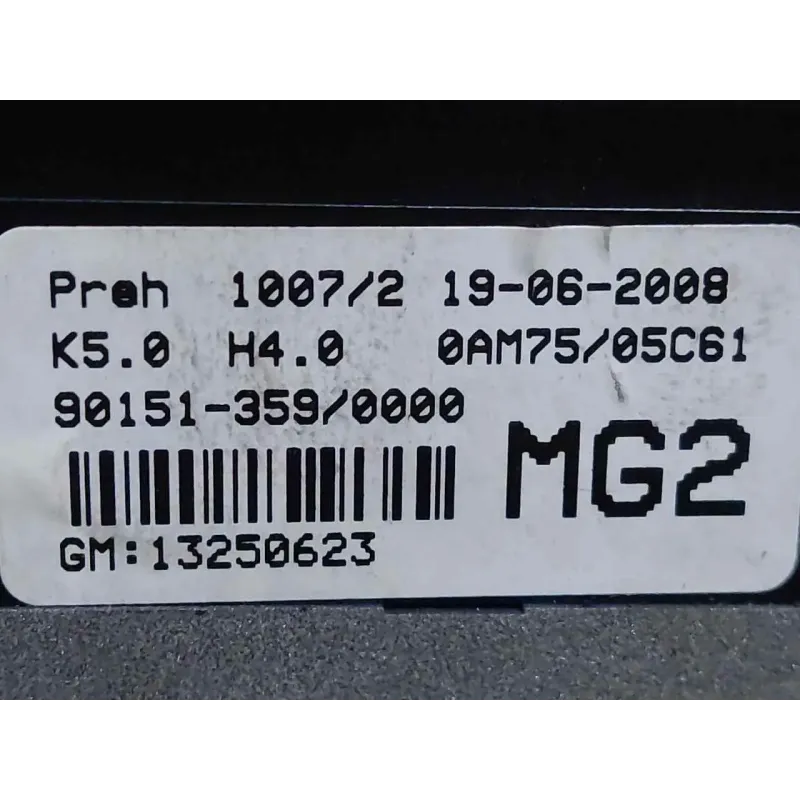 Preh 1007/2 19-06-2008
K5.0 H4.0 0AM75/05C61
90151-359/0000
MG2
GM:13250623